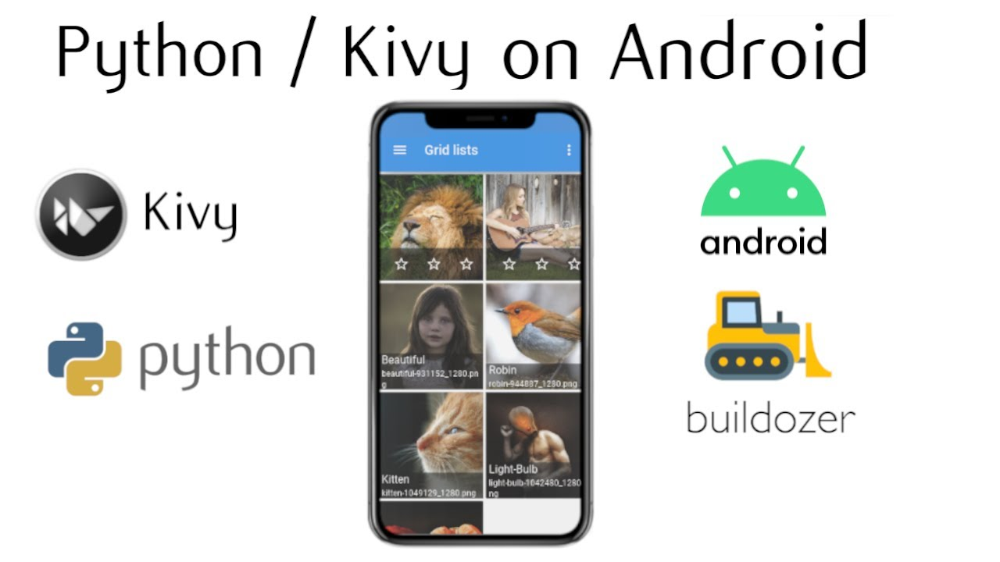 Python / Kivy on Android
Kivy
python
Grid lists
Beautiful
beautiful-931152_1280.pn
g
Robin
robin-944887_1280.png
Kitten
kitten-1049129_1280.png
Light-Bulb
light-bulb-1042480_1280
ng
android
buildozer